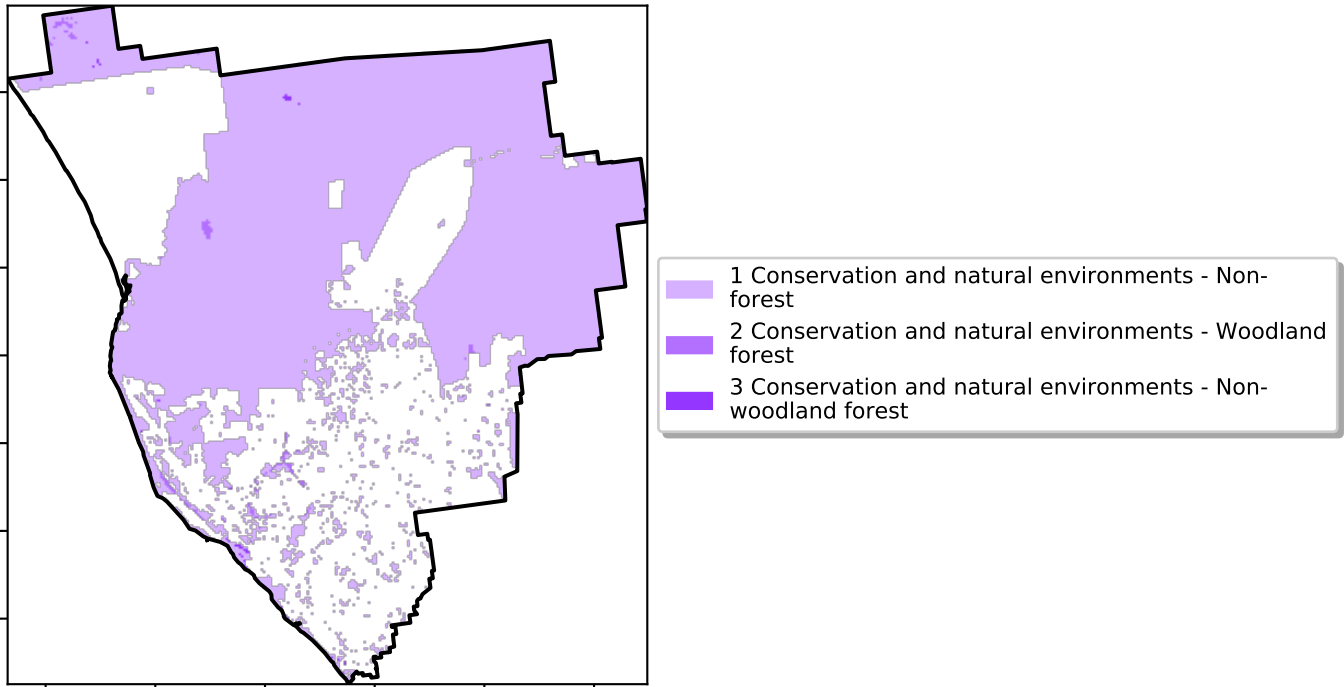 1 Conservation and natural environments - Non-
forest
2 Conservation and natural environments - Woodland
forest
3 Conservation and natural environments - Non-
woodland forest